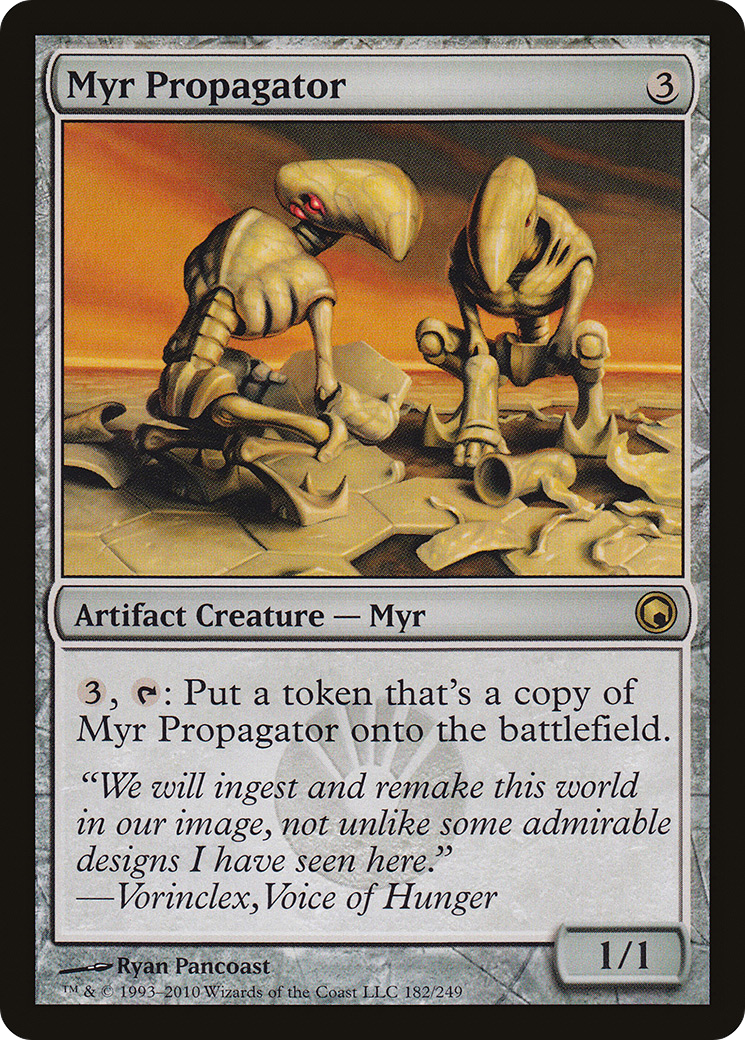 Myr Propagator 3
Artifact Creature — Myr
3, : Put a token that's a copy of
Myr Propagator onto the battlefield.
“We will ingest and remake this world
in our image, not unlike some admirable
designs I have seen here.”
—Vorinclex, Voice of Hunger
1/1
Ryan Pancoast
™ & © 1993–2010 Wizards of the Coast LLC 182/249